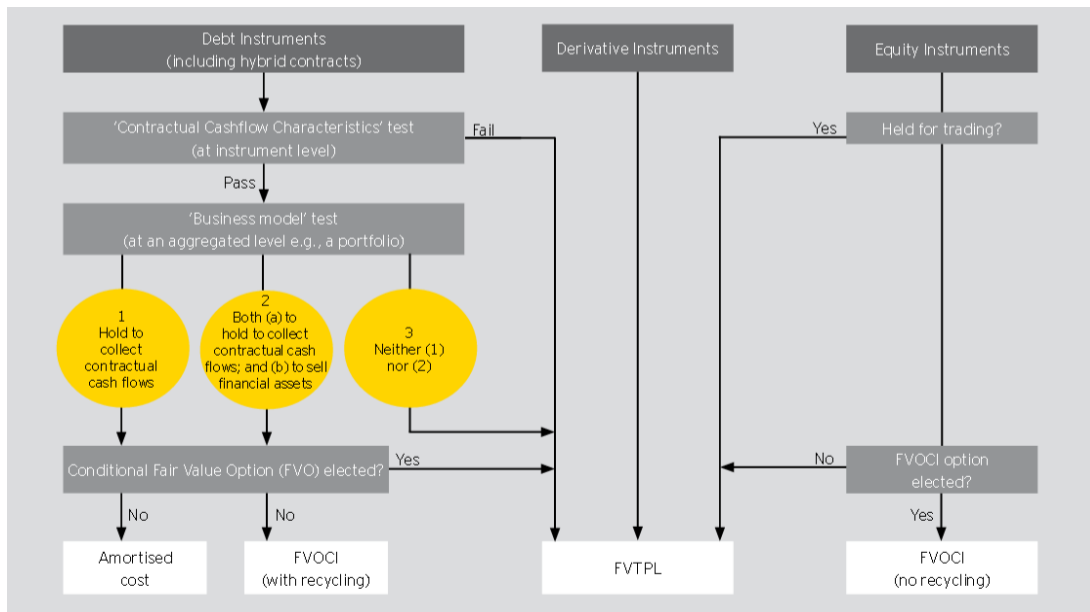 Debt Instruments
(including hybrid contracts)
Derivative Instruments
Equity Instruments
'Contractual Cashflow Characteristics' test
(at instrument level)
Fail
Yes
Held for trading?
Pass
'Business model' test
(at an aggregated level e.g., a portfolio)
1
Hold to
collect
contractual
cash flows
2
Both (a) to
hold to collect
contractual cash
flows; and (b) to sell
financial assets
3
Neither (1)
nor (2)
Conditional Fair Value Option (FVO) elected?
Yes
No
FVOCI option
elected?
No
No
Yes
Amortised
cost
FVOCI
(with recycling)
FVTPL
FVOCI
(no recycling)